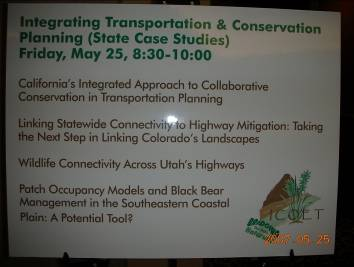 Integrating Transportation & Conservation
Planning (State Case Studies)
Friday, May 25, 8:30-10:00
California's Integrated Approach to Collaborative
Conservation in Transportation Planning
Linking Statewide Connectivity to Highway Mitigation: Taking
the Next Step in Linking Colorado's Landscapes
Wildlife Connectivity Across Utah's Highways
Patch Occupancy Models and Black Bear
Management in the Southeastern Coastal
Plain: A Potential Tool?
ICOET
2007.05.25